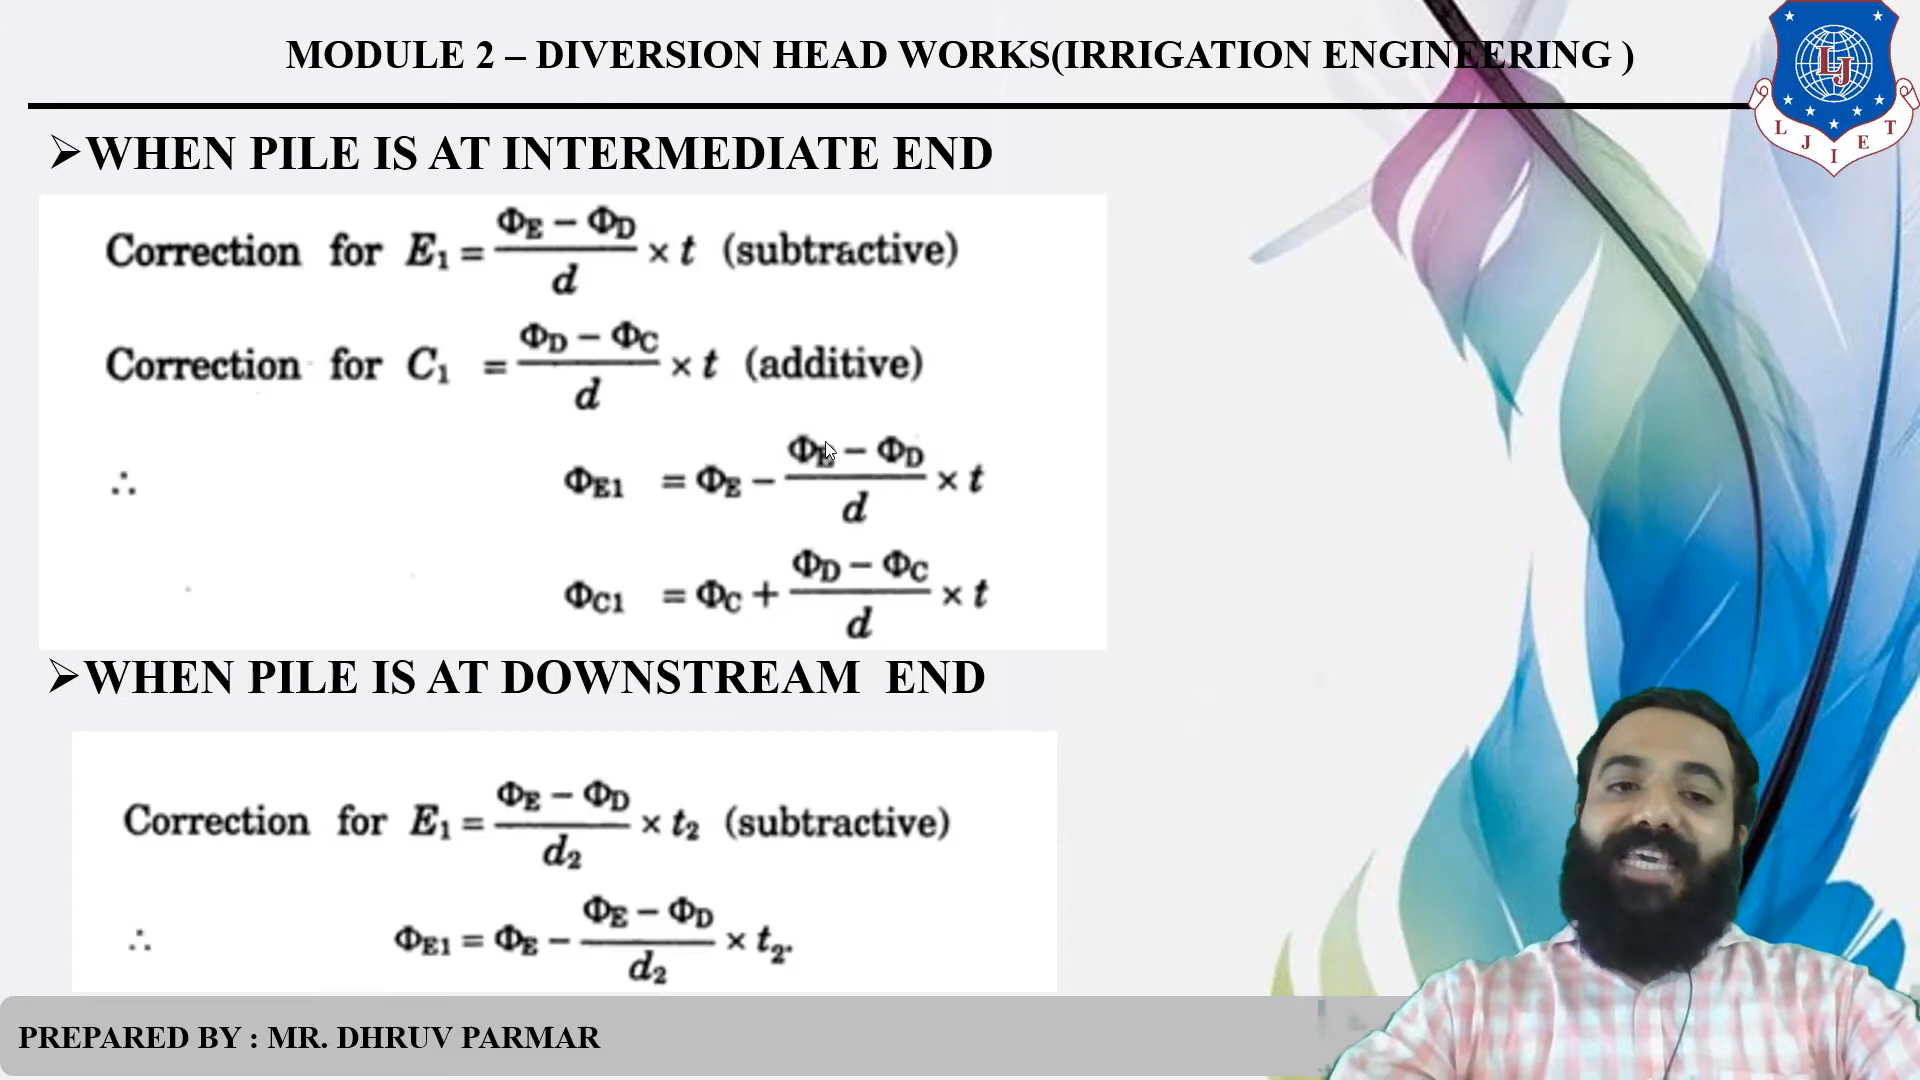 MODULE 2 – DIVERSION HEAD WORKS(IRRIGATION ENGINEERING )
LJ
L J I E T
➢WHEN PILE IS AT INTERMEDIATE END
Correction for E₁ = (Φ_E − Φ_D)/d × t (subtractive)
Correction for C₁ = (Φ_D − Φ_C)/d × t (additive)
∴ Φ_E1 = Φ_E − (Φ_E − Φ_D)/d × t
Φ_C1 = Φ_C + (Φ_D − Φ_C)/d × t
➢WHEN PILE IS AT DOWNSTREAM END
Correction for E₁ = (Φ_E − Φ_D)/d₂ × t₂ (subtractive)
∴ Φ_E1 = Φ_E − (Φ_E − Φ_D)/d₂ × t₂.
PREPARED BY : MR. DHRUV PARMAR